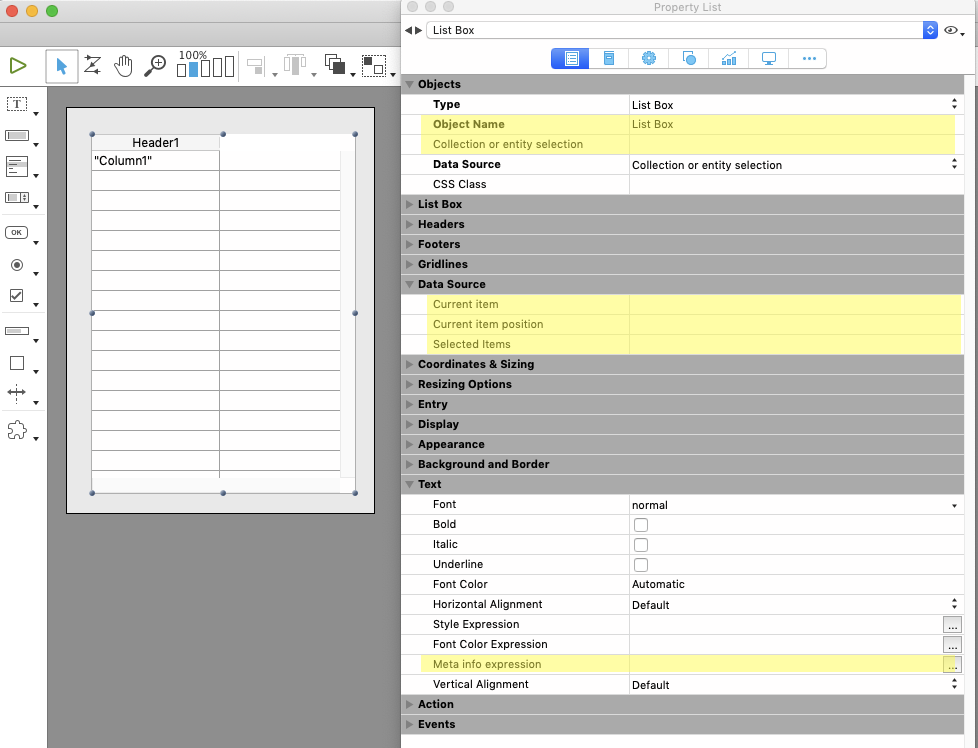 Property List
List Box
100%
T
OK
Header1
"Column1"
Objects
Type List Box
Object Name List Box
Collection or entity selection
Data Source Collection or entity selection
CSS Class
List Box
Headers
Footers
Gridlines
Data Source
Current item
Current item position
Selected Items
Coordinates & Sizing
Resizing Options
Entry
Display
Appearance
Background and Border
Text
Font normal
Bold
Italic
Underline
Font Color Automatic
Horizontal Alignment Default
Style Expression ...
Font Color Expression ...
Meta info expression ...
Vertical Alignment Default
Action
Events